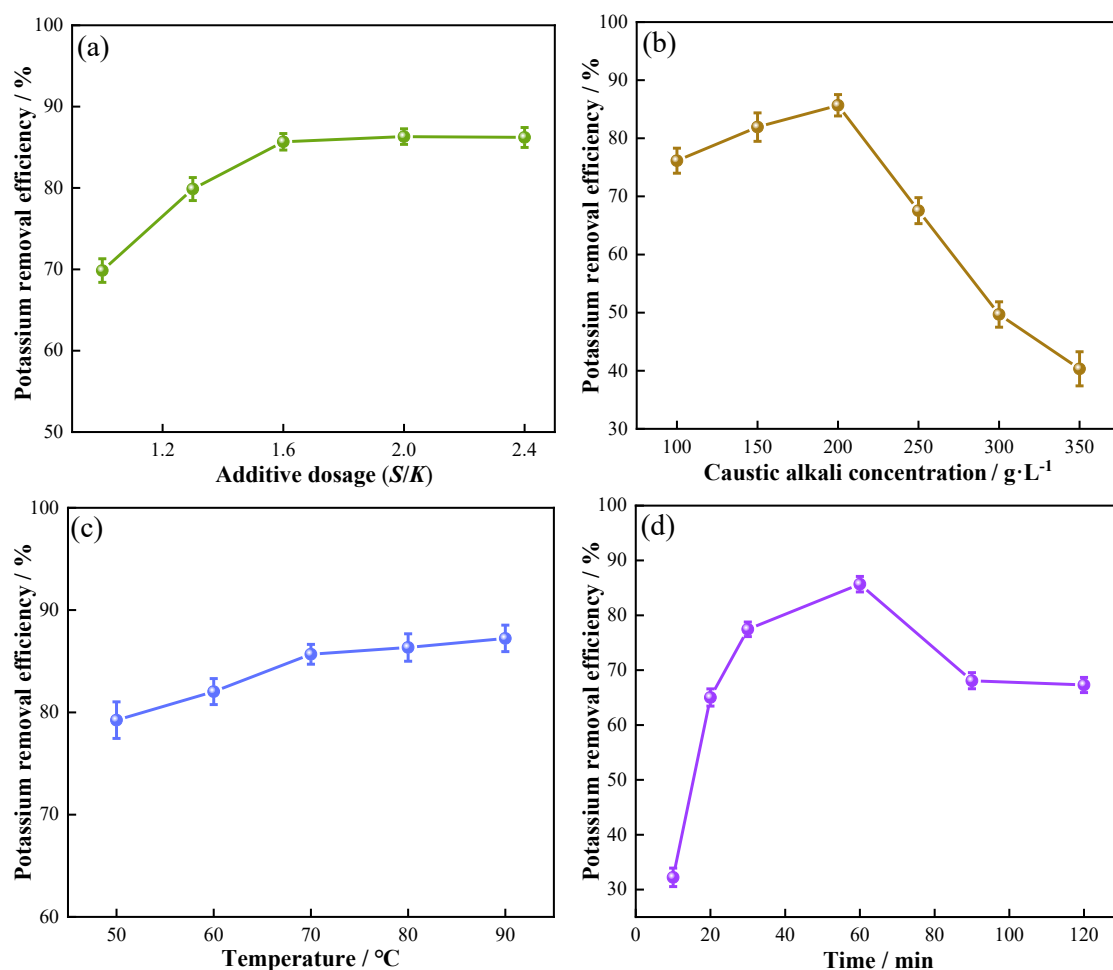 (a)
Potassium removal efficiency / %
100
90
80
70
60
50
1.2 1.6 2.0 2.4
Additive dosage (S/K)
(b)
Potassium removal efficiency / %
100
90
80
70
60
50
40
30
100 150 200 250 300 350
Caustic alkali concentration / g·L⁻¹
(c)
Potassium removal efficiency / %
100
90
80
70
60
50 60 70 80 90
Temperature / °C
(d)
Potassium removal efficiency / %
100
90
80
70
60
50
40
30
0 20 40 60 80 100 120
Time / min